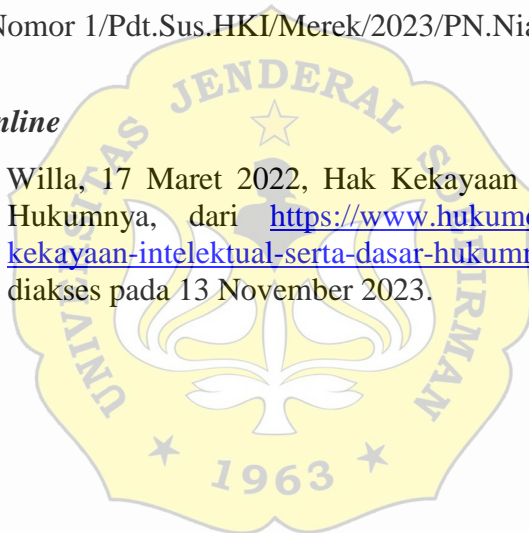 Nomor 1/Pdt.Sus.HKI/Merek/2023/PN.Nia
nline
Willa, 17 Maret 2022, Hak Kekayaan
Hukumnya, dari https://www.hukumo
kekayaan-intelektual-serta-dasar-hukumn
diakses pada 13 November 2023.
UNIVERSITAS JENDERAL SOEDIRMAN
1963